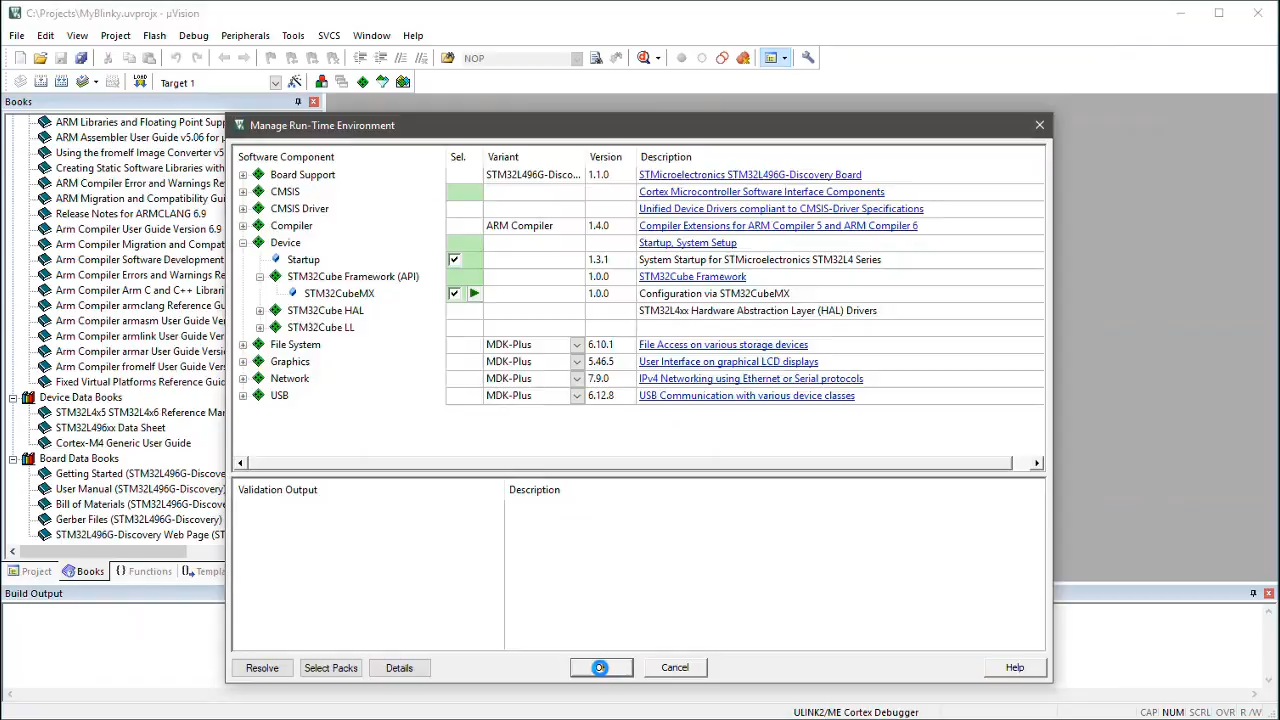 C:\Projects\MyBlinky.uvprojx - µVision
File Edit View Project Flash Debug Peripherals Tools SVCS Window Help
NOP
LOAD Target 1
Books
ARM Libraries and Floating Point Supp
ARM Assembler User Guide v5.06 for µ
Using the fromelf Image Converter v5
Creating Static Software Libraries with
ARM Compiler Error and Warnings Re
ARM Migration and Compatibility Gui
Release Notes for ARMCLANG 6.9
Arm Compiler User Guide Version 6.9
Arm Compiler Migration and Compat
Arm Compiler Software Development
Arm Compiler Errors and Warnings Re
Arm Compiler Arm C and C++ Librari
Arm Compiler armclang Reference Gu
Arm Compiler armasm User Guide Ver
Arm Compiler armlink User Guide Vers
Arm Compiler armar User Guide Versio
Arm Compiler fromelf User Guide Vers
Fixed Virtual Platforms Reference Guid
Device Data Books
STM32L4x5 STM32L4x6 Reference Mar
STM32L496xx Data Sheet
Cortex-M4 Generic User Guide
Board Data Books
Getting Started (STM32L496G-Discove
User Manual (STM32L496G-Discovery)
Bill of Materials (STM32L496G-Discove
Gerber Files (STM32L496G-Discovery)
STM32L496G-Discovery Web Page (ST
Project Books {} Functions Templa
Build Output
Manage Run-Time Environment
Software Component Sel. Variant Version Description
Board Support STM32L496G-Disco... 1.1.0 STMicroelectronics STM32L496G-Discovery Board
CMSIS Cortex Microcontroller Software Interface Components
CMSIS Driver Unified Device Drivers compliant to CMSIS-Driver Specifications
Compiler ARM Compiler 1.4.0 Compiler Extensions for ARM Compiler 5 and ARM Compiler 6
Device Startup, System Setup
Startup 1.3.1 System Startup for STMicroelectronics STM32L4 Series
STM32Cube Framework (API) 1.0.0 STM32Cube Framework
STM32CubeMX 1.0.0 Configuration via STM32CubeMX
STM32Cube HAL STM32L4xx Hardware Abstraction Layer (HAL) Drivers
STM32Cube LL
File System MDK-Plus 6.10.1 File Access on various storage devices
Graphics MDK-Plus 5.46.5 User Interface on graphical LCD displays
Network MDK-Plus 7.9.0 IPv4 Networking using Ethernet or Serial protocols
USB MDK-Plus 6.12.8 USB Communication with various device classes
Validation Output Description
Resolve Select Packs Details Cancel Help
ULINK2/ME Cortex Debugger CAP NUM SCRL OVR R/W